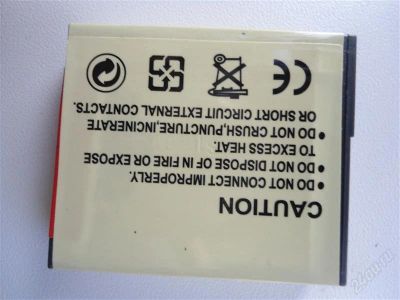 CAUTION
• DO NOT CONNECT IMPROPERLY.
• DO NOT DISPOSE OF IN FIRE OR EXPOSE
TO EXCESS HEAT.
• DO NOT CRUSH,PUNCTURE,INCINERATE
OR SHORT CIRCUIT EXTERNAL CONTACTS.
CE